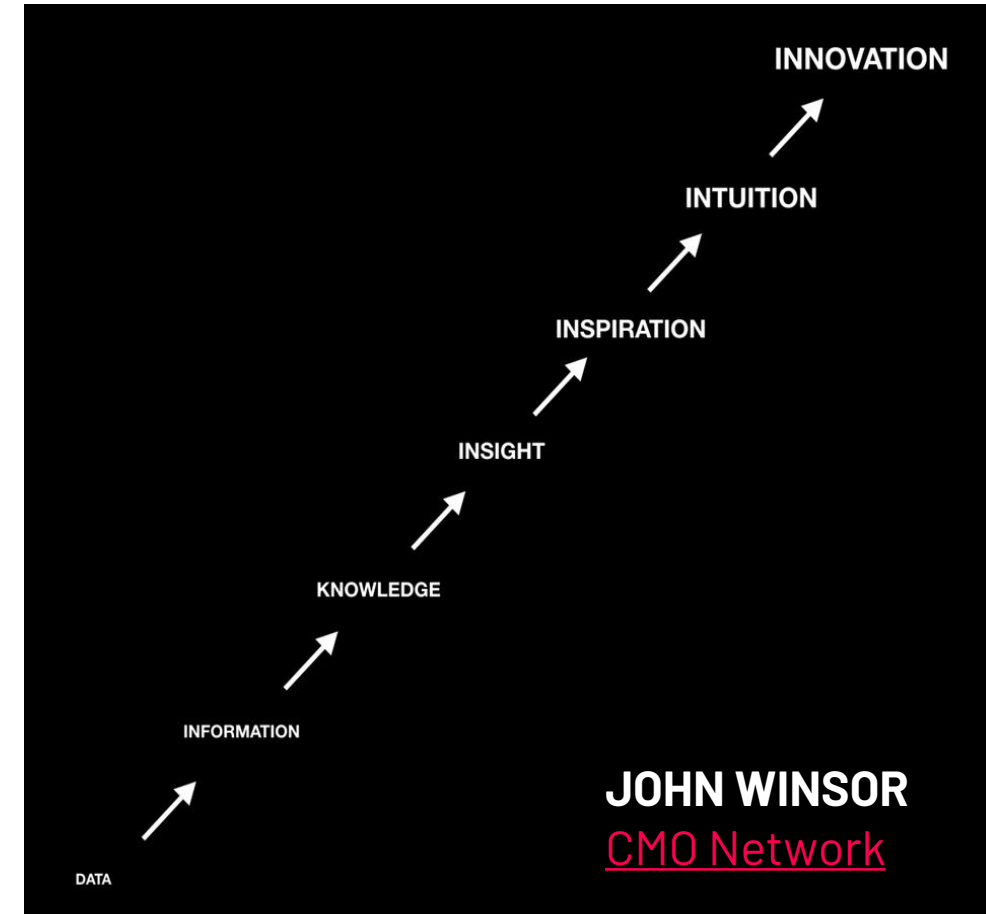 INNOVATION
INTUITION
INSPIRATION
INSIGHT
KNOWLEDGE
INFORMATION
JOHN WINSOR
CMO Network
DATA